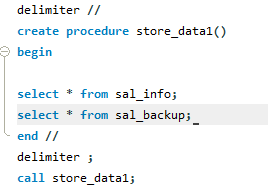 delimiter //
create procedure store_data1()
begin
select * from sal_info;
select * from sal_backup;
end //
delimiter ;
call store_data1;